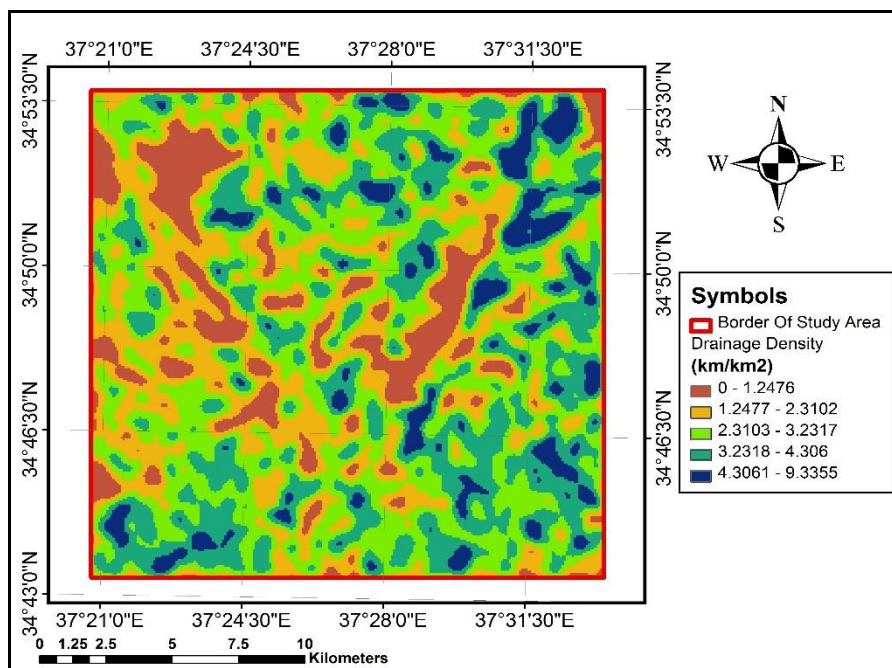 37°21'0"E 37°24'30"E 37°28'0"E 37°31'30"E
34°53'30"N
34°50'0"N
34°46'30"N
34°43'0"N
34°53'30"N
34°50'0"N
34°46'30"N
37°21'0"E 37°24'30"E 37°28'0"E 37°31'30"E
0 1.25 2.5 5 7.5 10
Kilometers
N
W E
S
Symbols
Border Of Study Area
Drainage Density
(km/km2)
0 - 1.2476
1.2477 - 2.3102
2.3103 - 3.2317
3.2318 - 4.306
4.3061 - 9.3355